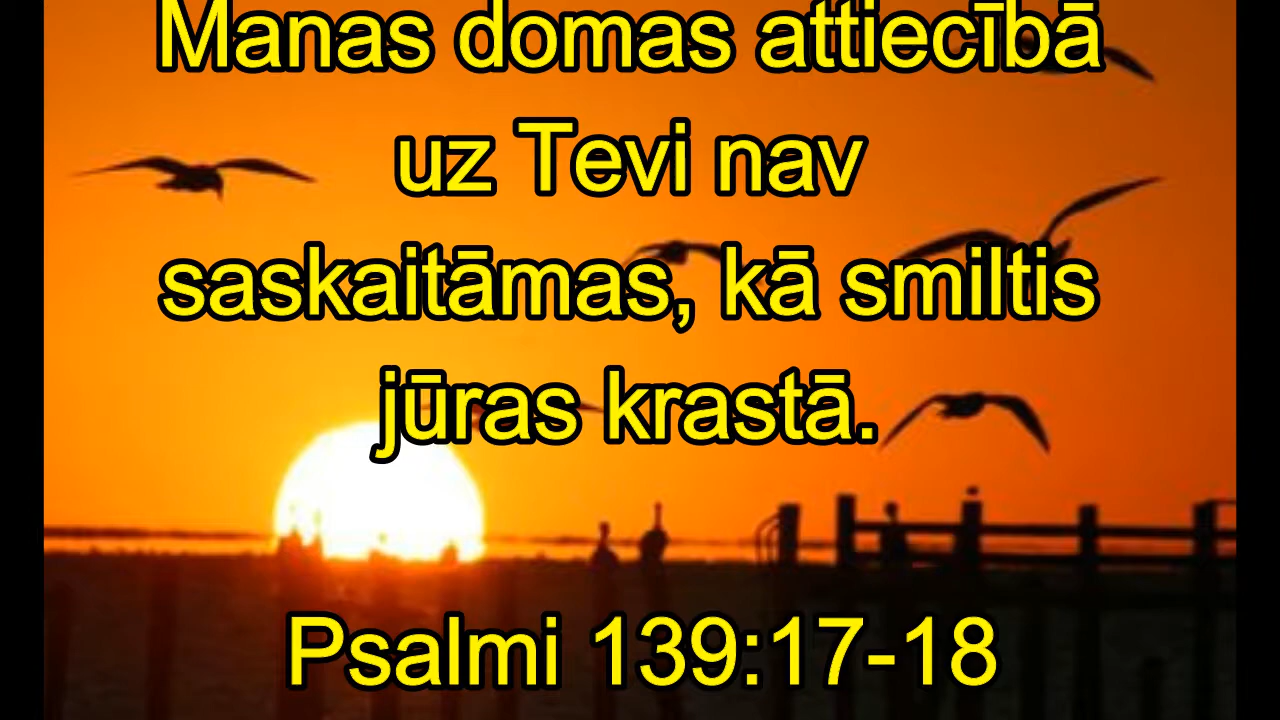 Manas domas attiecībā
uz Tevi nav
saskaitāmas, kā smiltis
jūras krastā.
Psalmi 139:17-18